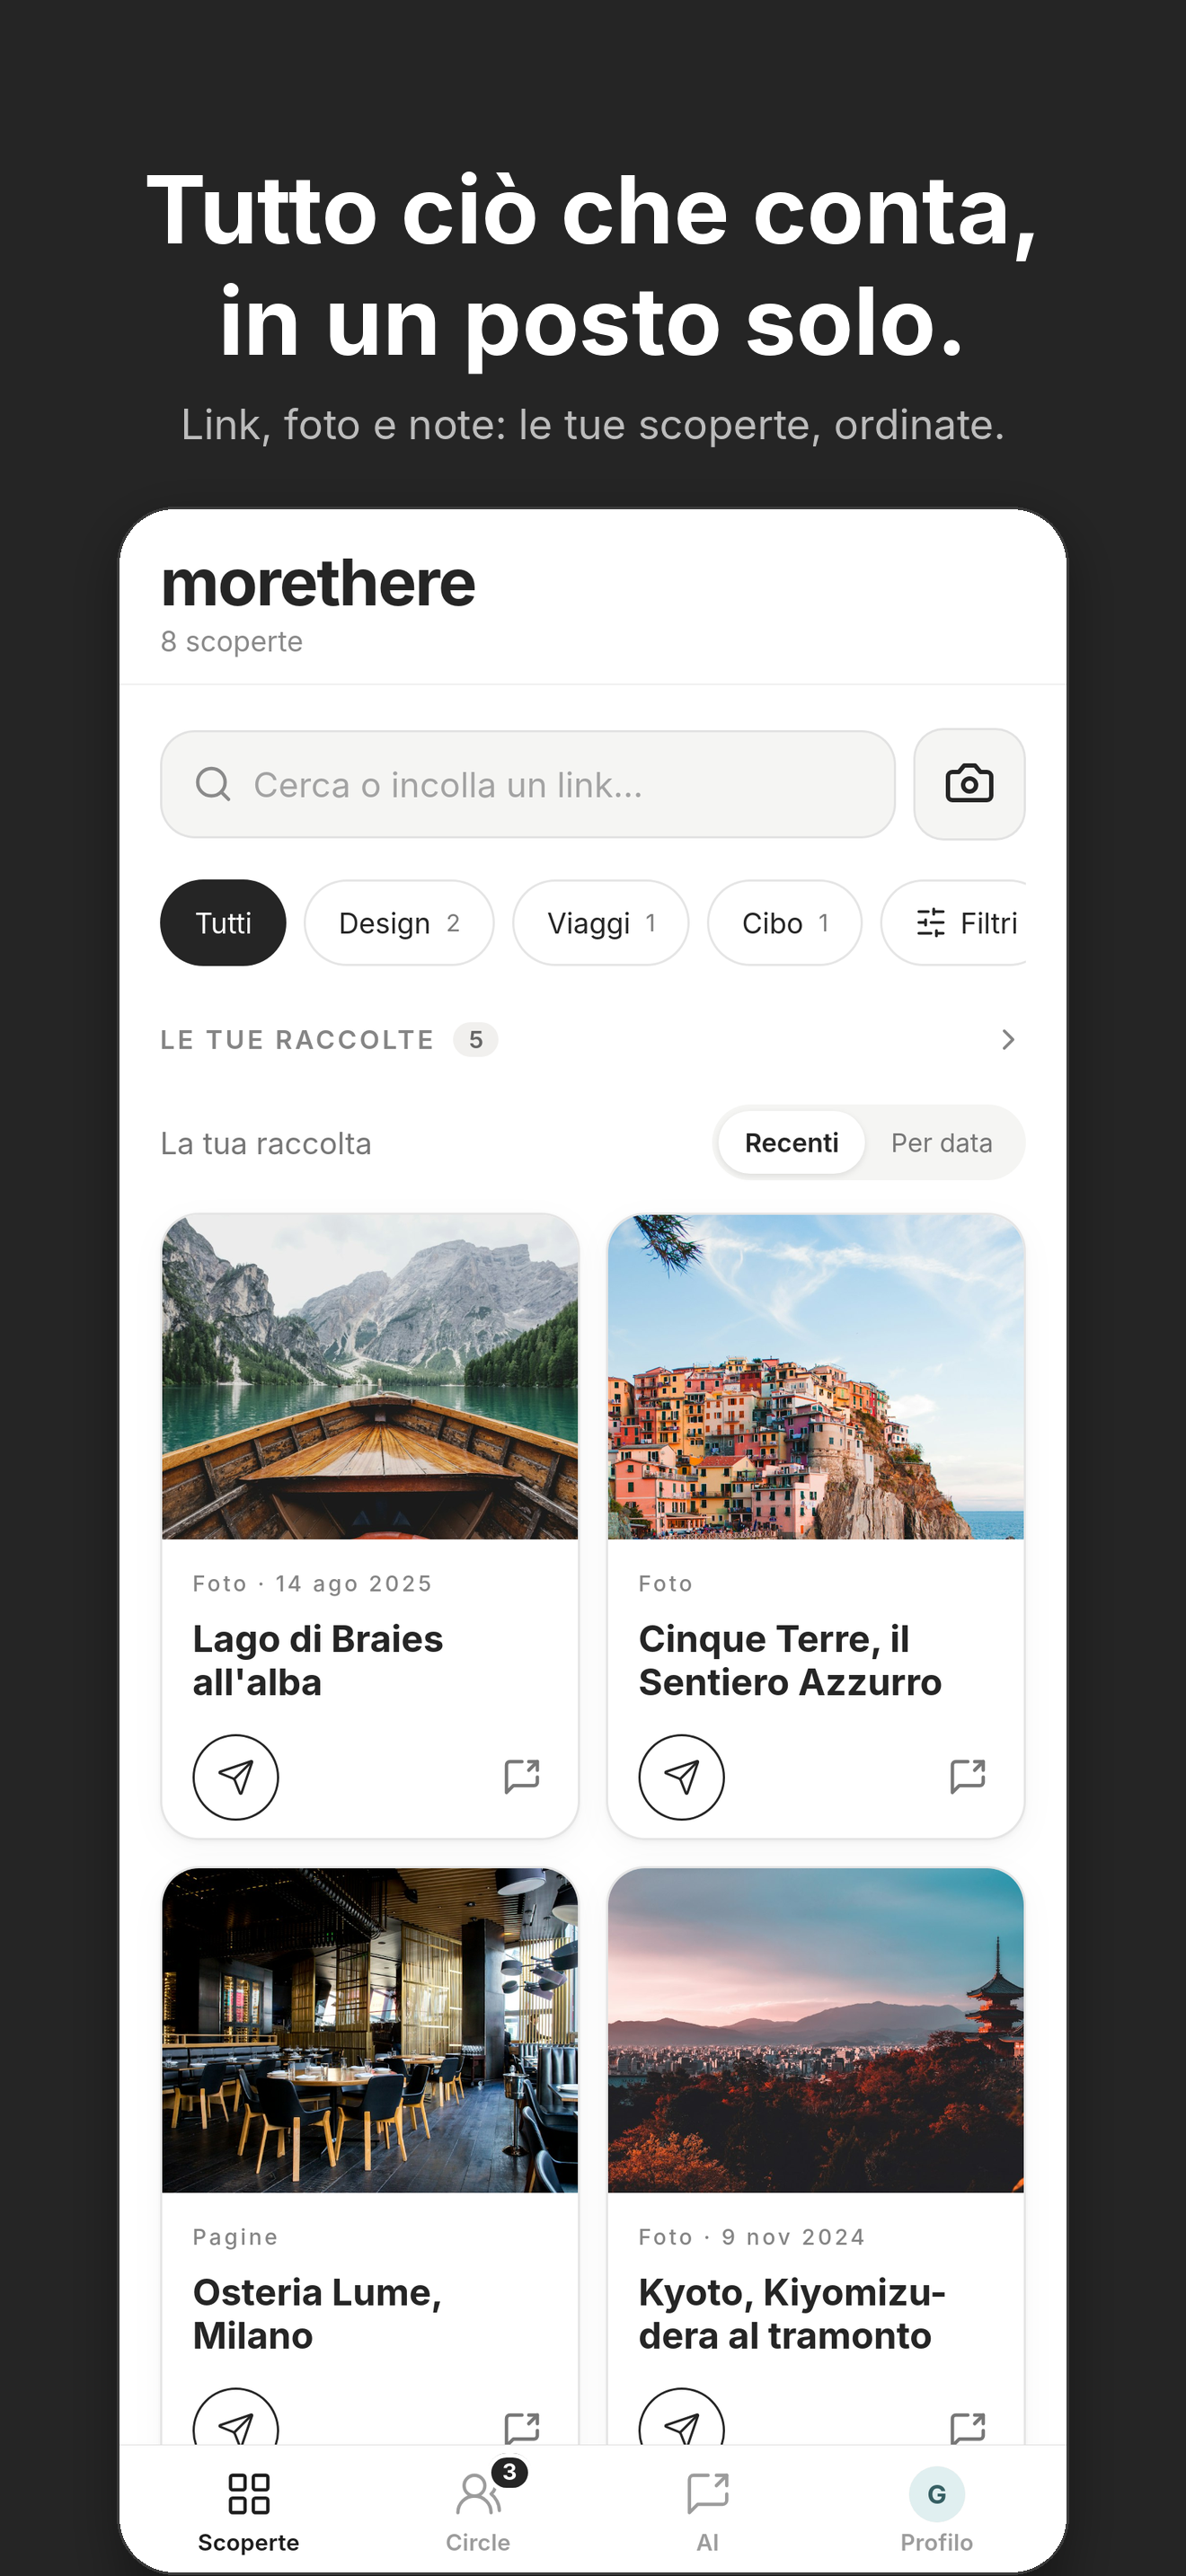 Tutto ciò che conta,
in un posto solo.
Link, foto e note: le tue scoperte, ordinate.
morethere
8 scoperte
Cerca o incolla un link...
Tutti
Design 2
Viaggi 1
Cibo 1
Filtri
LE TUE RACCOLTE 5
La tua raccolta
Recenti
Per data
Foto · 14 ago 2025
Lago di Braies
all'alba
Foto
Cinque Terre, il
Sentiero Azzurro
Pagine
Osteria Lume,
Milano
Foto · 9 nov 2024
Kyoto, Kiyomizu-
dera al tramonto
Scoperte
3
Circle
AI
G
Profilo